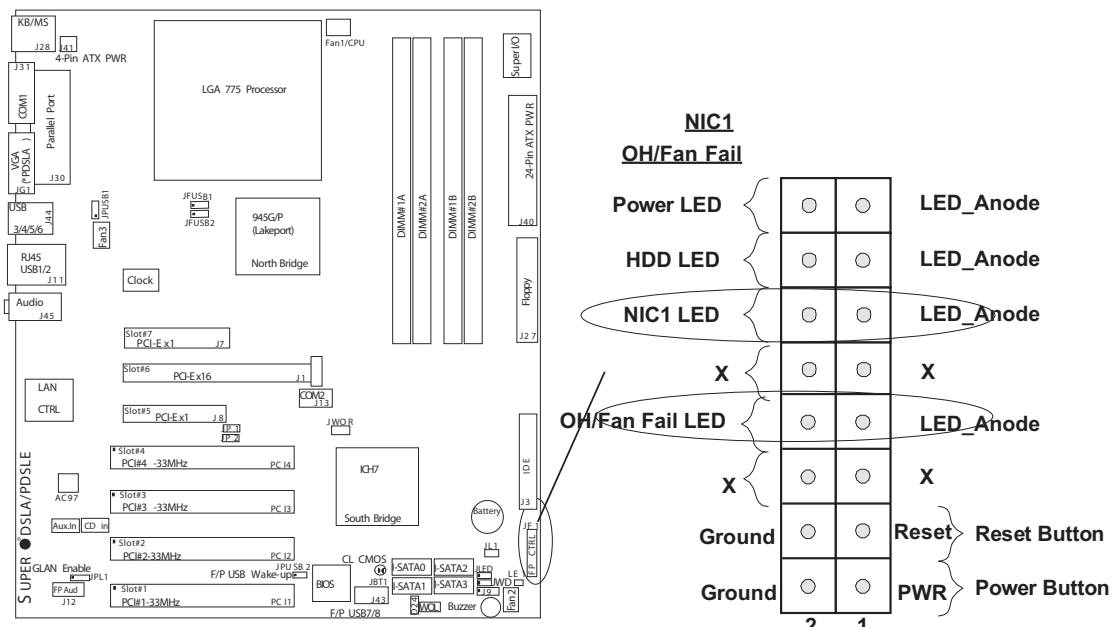 KB/MS
J28
J41
4-Pin ATX PWR
Fan1/CPU
Super I/O
J31
COM1
Parallel Port
J30
LGA 775 Processor
24-Pin ATX PWR
J40
VGA
(*PDSLA )
JG1
JPUSB1
JFUSB1
JFUSB2
USB
3/4/5/6
J44
Fan3
945G/P
(Lakeport)
North Bridge
DIMM#1A
DIMM#2A
DIMM#1B
DIMM#2B
RJ45
USB1/2
J11
Clock
Floppy
J27
Audio
J45
Slot#7
PCI-E x1
J7
Slot#6
PCI-Ex16
J1
COM2
J13
LAN
CTRL
Slot#5
PCI-Ex1
J8
JP1
JP2
JWOR
Slot#4
PCI#4 -33MHz
PCI4
ICH7
South Bridge
IDE
J3
AC97
Slot#3
PCI#3 -33MHz
PCI3
Battery
FP CTRL
Aux.In
CD in
SUPER ®DSLA/PDSLE
Slot#2
PCI#2-33MHz
PCI2
JL1
GLAN Enable
JPL1
JPUSB2
F/P USB Wake-up
CL CMOS
I-SATA0
I-SATA2
JLED
LE
FP Aud
J12
Slot#1
PCI#1-33MHz
PCI1
BIOS
JBT1
J43
I-SATA1
I-SATA3
JWD
J9
F/P USB7/8
D24
WOL
Buzzer
Fan2
NIC1
OH/Fan Fail
Power LED
LED_Anode
HDD LED
LED_Anode
NIC1 LED
LED_Anode
X
X
OH/Fan Fail LED
LED_Anode
X
X
Ground
Reset
Reset Button
Ground
PWR
Power Button
2
1